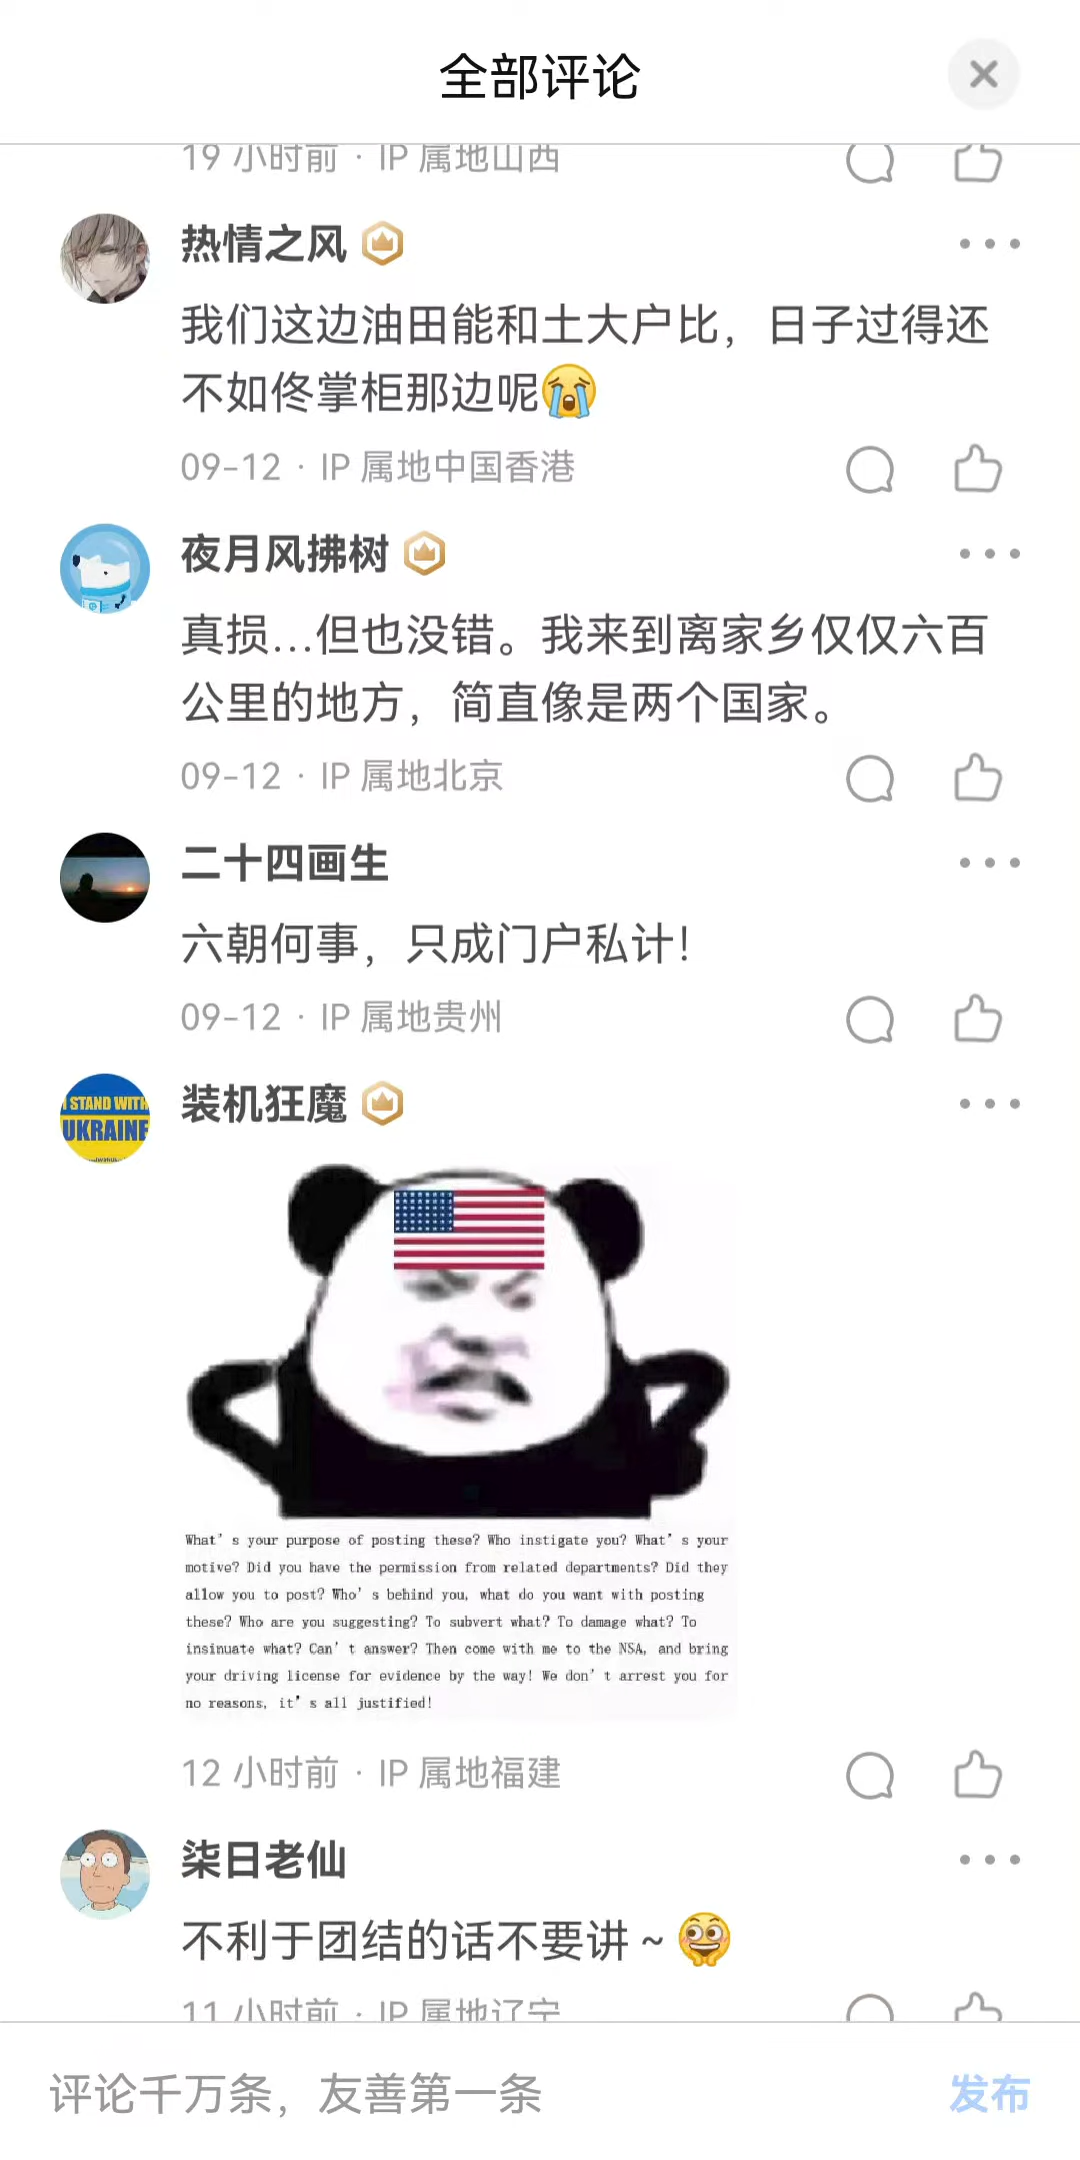 全部评论
19 小时前 · IP 属地山西
热情之风
我们这边油田能和土大户比，日子过得还
不如佟掌柜那边呢😭
09-12 · IP 属地中国香港
夜月风拂树
真损…但也没错。我来到离家乡仅仅六百
公里的地方，简直像是两个国家。
09-12 · IP 属地北京
二十四画生
六朝何事，只成门户私计！
09-12 · IP 属地贵州
I STAND WITH
UKRAINE
装机狂魔
What's your purpose of posting these? Who instigate you? What's your
motive? Did you have the permission from related departments? Did they
allow you to post? Who's behind you, what do you want with posting
these? Who are you suggesting? To subvert what? To damage what? To
insinuate what? Can't answer? Then come with me to the NSA, and bring
your driving license for evidence by the way! We don't arrest you for
no reasons, it's all justified!
12 小时前 · IP 属地福建
柒日老仙
不利于团结的话不要讲~
11 小时前 · IP 属地辽宁
评论千万条，友善第一条
发布